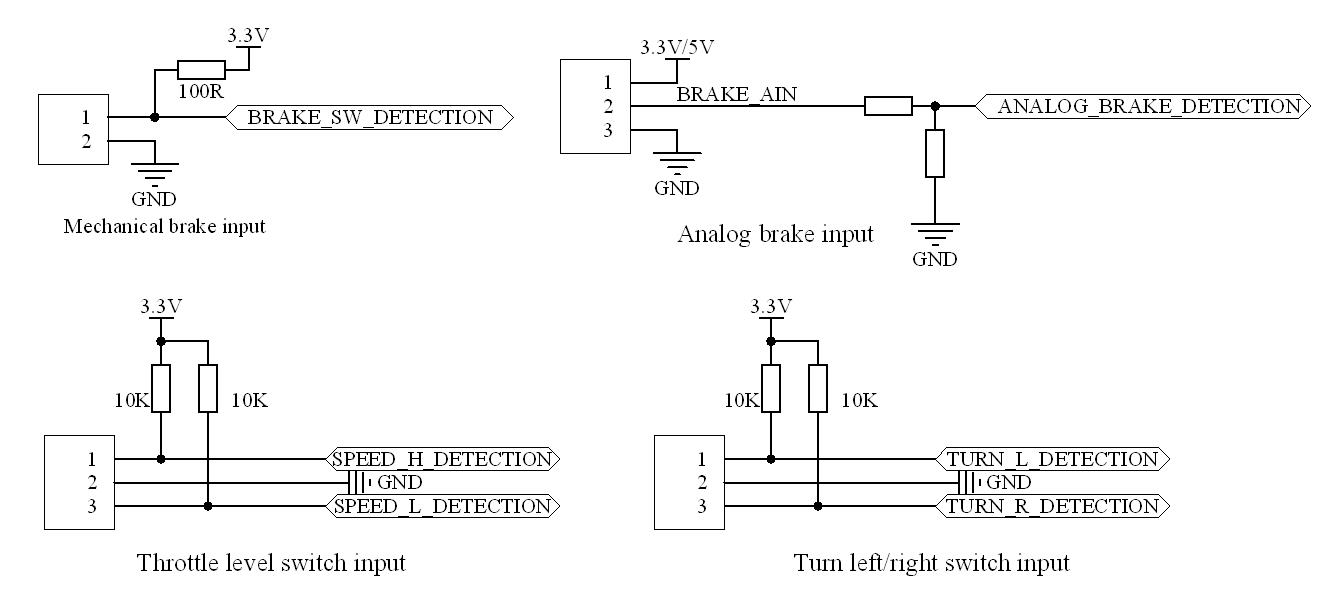 3.3V
100R
1
BRAKE_SW_DETECTION
2
GND
Mechanical brake input
3.3V/5V
1
BRAKE_AIN
2
ANALOG_BRAKE_DETECTION
3
GND
GND
Analog brake input
3.3V
10K
10K
1
SPEED_H_DETECTION
2
GND
3
SPEED_L_DETECTION
Throttle level switch input
3.3V
10K
10K
1
TURN_L_DETECTION
2
GND
3
TURN_R_DETECTION
Turn left/right switch input